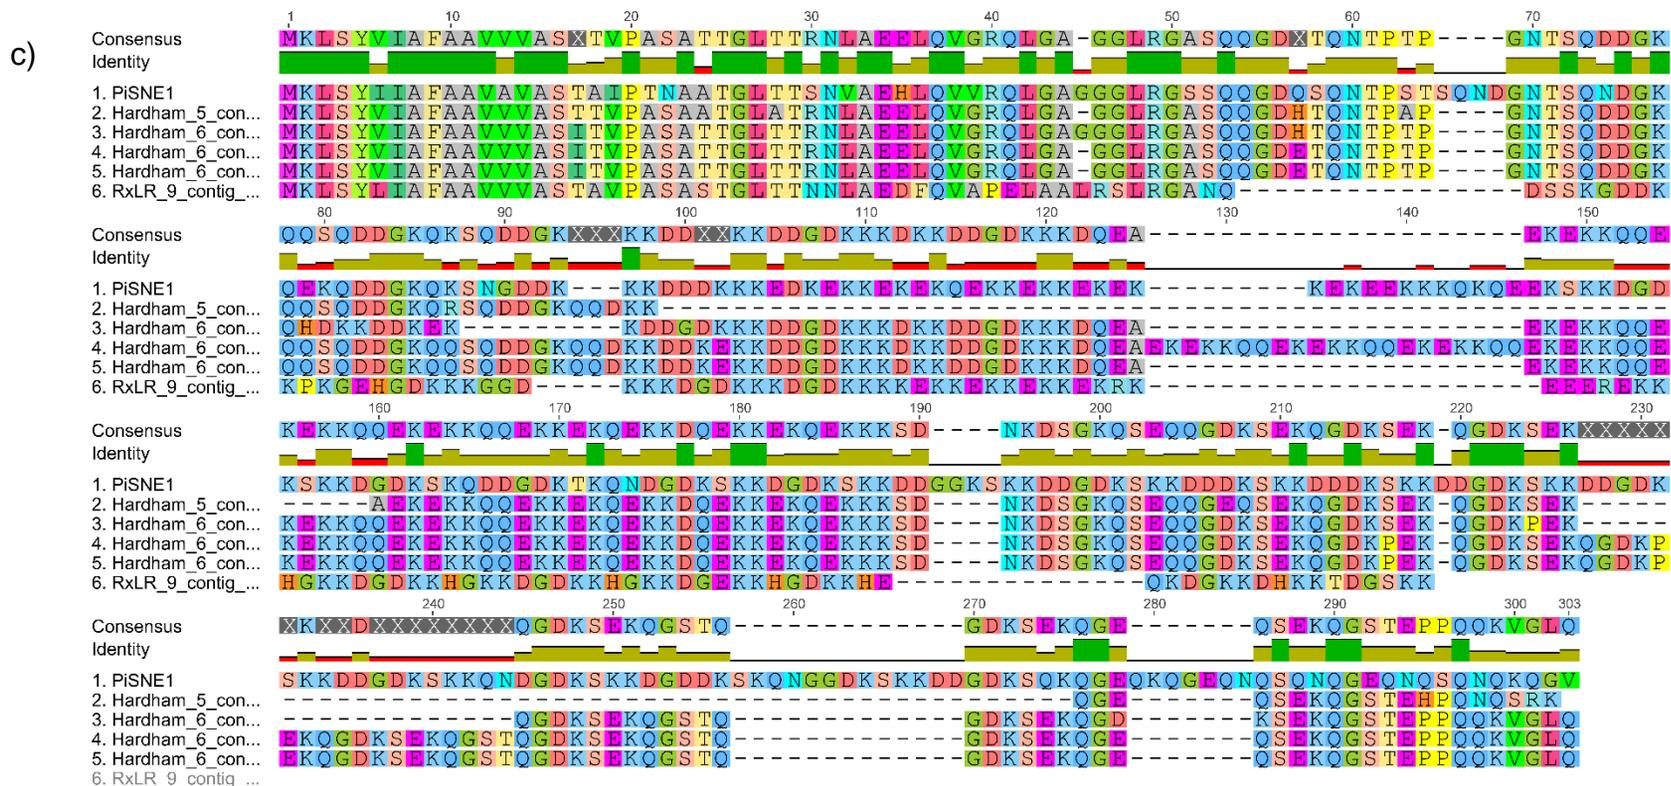 c)
1 10 20 30 40 50 60 70
Consensus MKLSYVIAFAAVVVASXTVPASATTGLTTRNLAEELQVGRQLGA-GGLRGASQQGDXTQNTPTP----GNTSQDDGK
Identity
1. PiSNE1 MKLSYIIAFAAVAVASTAIPTNAATGLTTSNVAEHLQVVRQLGAGGGLRGSSQQGDQSQNTPSTSQNDGNTSQNDGK
2. Hardham_5_con... MKLSYVIAFAAVVVASTTVPASAATGLATRNLAEELQVGRQLGA-GGLRGASQQGDHTQNTPAP----GNTSQDDGK
3. Hardham_6_con... MKLSYVIAFAAVVVASITVPASATTGLTTRNLAEELQVGRQLGAGGGLRGASQQGDHTQNTPTP----GNTSQDDGK
4. Hardham_6_con... MKLSYVIAFAAVVVASITVPASATTGLTTRNLAEELQVGRQLGA-GGLRGASQQGDETQNTPTP----GNTSQDDGK
5. Hardham_6_con... MKLSYVIAFAAVVVASITVPASATTGLTTRNLAEELQVGRQLGA-GGLRGASQQGDETQNTPTP----GNTSQDDGK
6. RxLR_9_contig_... MKLSYLIAFAAVVVASTAVPASASTGLTTNNLAEDFQVAPELAALRSLRGANQ----------------DSSKGDDK
80 90 100 110 120 130 140 150
Consensus QQSQDDGKQKSQDDGKXXXKKDDXXKKDDGDKKKDKKDDGDKKKDQEA---------------------EKEKKQQE
Identity
1. PiSNE1 QEKQDDGKQKSNGDDK---KKDDDKKKEDKEKKEKEKQEKKEKKEKEK---------KEKEEKKKQKQEEKSKKDGD
2. Hardham_5_con... QQSQDDGKQRSQDDGKQQDKK--------------------------------------------------------
3. Hardham_6_con... QHDKKDDKEK---------KDDGDKKKDDGDKKKDKKDDGDKKKDQEA---------------------EKEKKQQE
4. Hardham_6_con... QQSQDDGKQQSQDDGKQQDKKDDKEKKDDGDKKKDKKDDGDKKKDQEAEKEKKQQEKEKKQQEKEKKQQEKEKKQQE
5. Hardham_6_con... QQSQDDGKQQSQDDGKQQDKKDDKEKKDDGDKKKDKKDDGDKKKDQEA---------------------EKEKKQQE
6. RxLR_9_contig_... KPKGEHGDKKKGGD-----KKKDGDKKKDGDKKKKEKKEKKEKKEKRK----------------------EEEREKK
160 170 180 190 200 210 220 230
Consensus KEKKQQEKEKKQQEKKEKQEKKDQEKKEKQEKKKSD----NKDSGKQSEQQGDKSEKQGDKSEK-QGDKSEKXXXXX
Identity
1. PiSNE1 KSKKDGDKSKQDDGDKTKQNDGDKSKKDGDKSKKDDGGKSKKDDGDKSKKDDDKSKKDDDKSKKDDGDKSKKDDGDK
2. Hardham_5_con... -----AEKEKKQQEKKEKQEKKDQEKKEKQEKKKSD----NKDSGKQSEQGEQKSEKQGDKSEK-QGDKSEK-----
3. Hardham_6_con... KEKKQQEKEKKQQEKKEKQEKKDQEKKEKQEKKKSD----NKDSGKQSEQQGDKSEKQGDKSEK-QGDKPEK-----
4. Hardham_6_con... KEKKQQEKEKKQQEKKEKQEKKDQEKKEKQEKKKSD----NKDSGKQSEQQGDKSEKQGDKPEK-QGDKSEKQGDKP
5. Hardham_6_con... KEKKQQEKEKKQQEKKEKQEKKDQEKKEKQEKKKSD----NKDSGKQSEQQGDKSEKQGDKPEK-QGDKSEKQGDKP
6. RxLR_9_contig_... HGKKDGDKKHGKKDGDKKHGKKDGEKKHGDKKHE--------------QKDGKKDHKKTDGSKK
240 250 260 270 280 290 300 303
Consensus XKXXDXXXXXXXXQGDKSEKQGSTQ-------------GDKSEKQGE-------QSEKQGSTEPPQQKVGLQ
Identity
1. PiSNE1 SKKDDGDKSKKQNDGDKSKKDGDDKSKQNGGDKSKKDDGDKSQKQGEQKQGEQNQSQNQGEQNQSQNQKQGV
2. Hardham_5_con... --------------------------------------------QGE-------QSEKQGSTEHPQNQSRK
3. Hardham_6_con... -------------QGDKSEKQGSTQ-------------GDKSEKQGD-------KSEKQGSTEPPQQKVGLQ
4. Hardham_6_con... EKQGDKSEKQGSTQGDKSEKQGSTQ-------------GDKSEKQGE-------QSEKQGSTEPPQQKVGLQ
5. Hardham_6_con... EKQGDKSEKQGSTQGDKSEKQGSTQ-------------GDKSEKQGE-------QSEKQGSTEPPQQKVGLQ
6. RxLR_9_contig_...